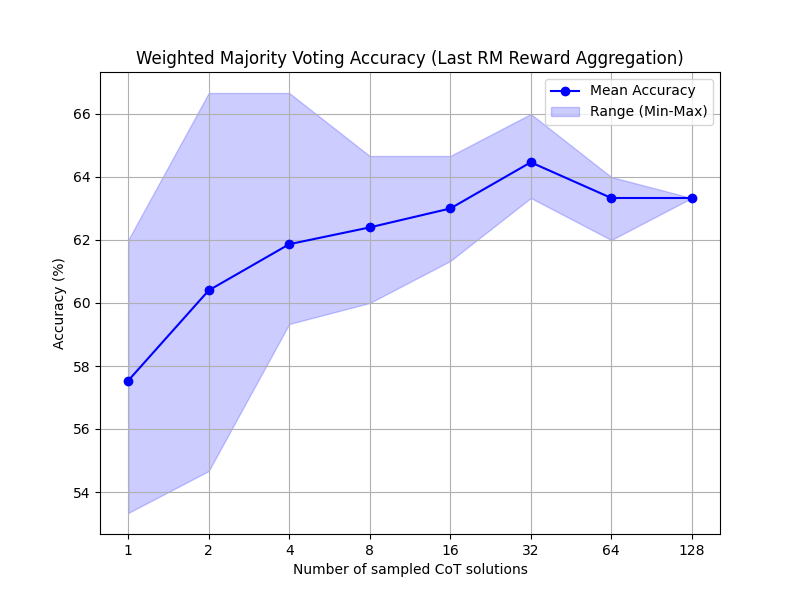 Weighted Majority Voting Accuracy (Last RM Reward Aggregation)
Mean Accuracy
Range (Min-Max)
66
64
62
60
58
56
54
Accuracy (%)
1 2 4 8 16 32 64 128
Number of sampled CoT solutions